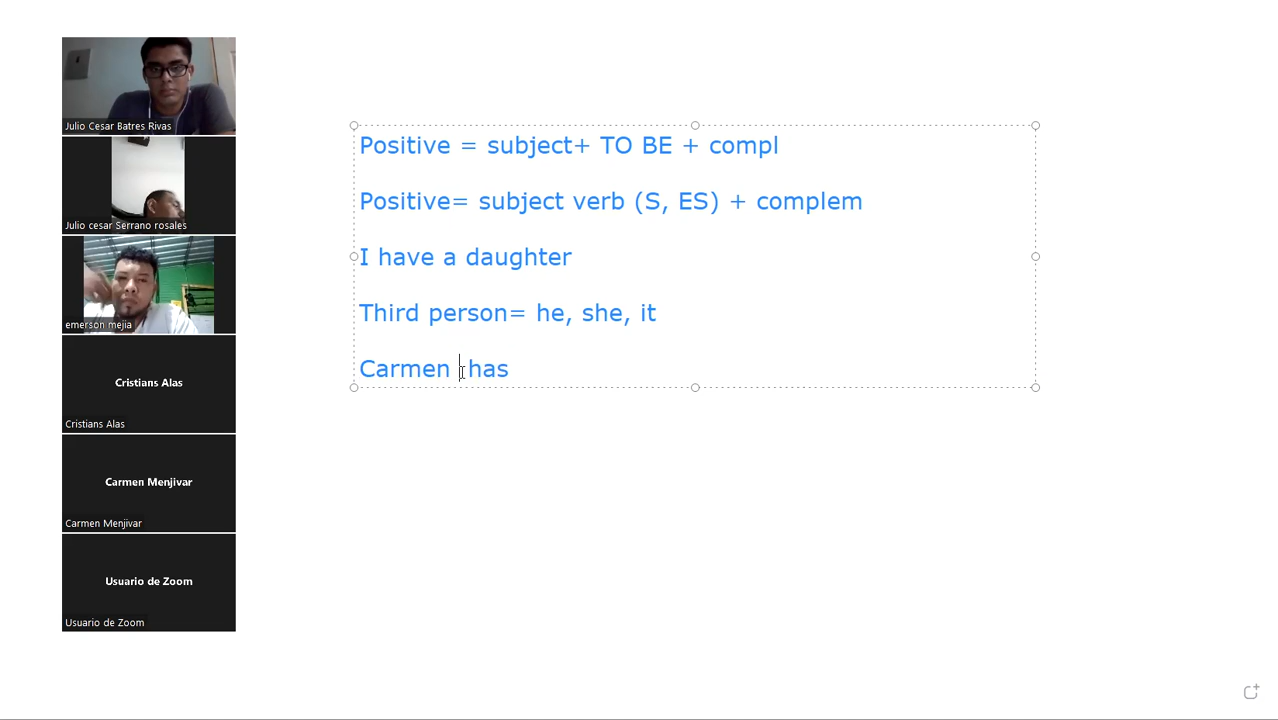 Julio Cesar Batres Rivas
Julio cesar Serrano rosales
emerson mejia
Cristians Alas
Cristians Alas
Carmen Menjivar
Carmen Menjivar
Usuario de Zoom
Usuario de Zoom
Positive = subject+ TO BE + compl
Positive= subject verb (S, ES) + complem
I have a daughter
Third person= he, she, it
Carmen has